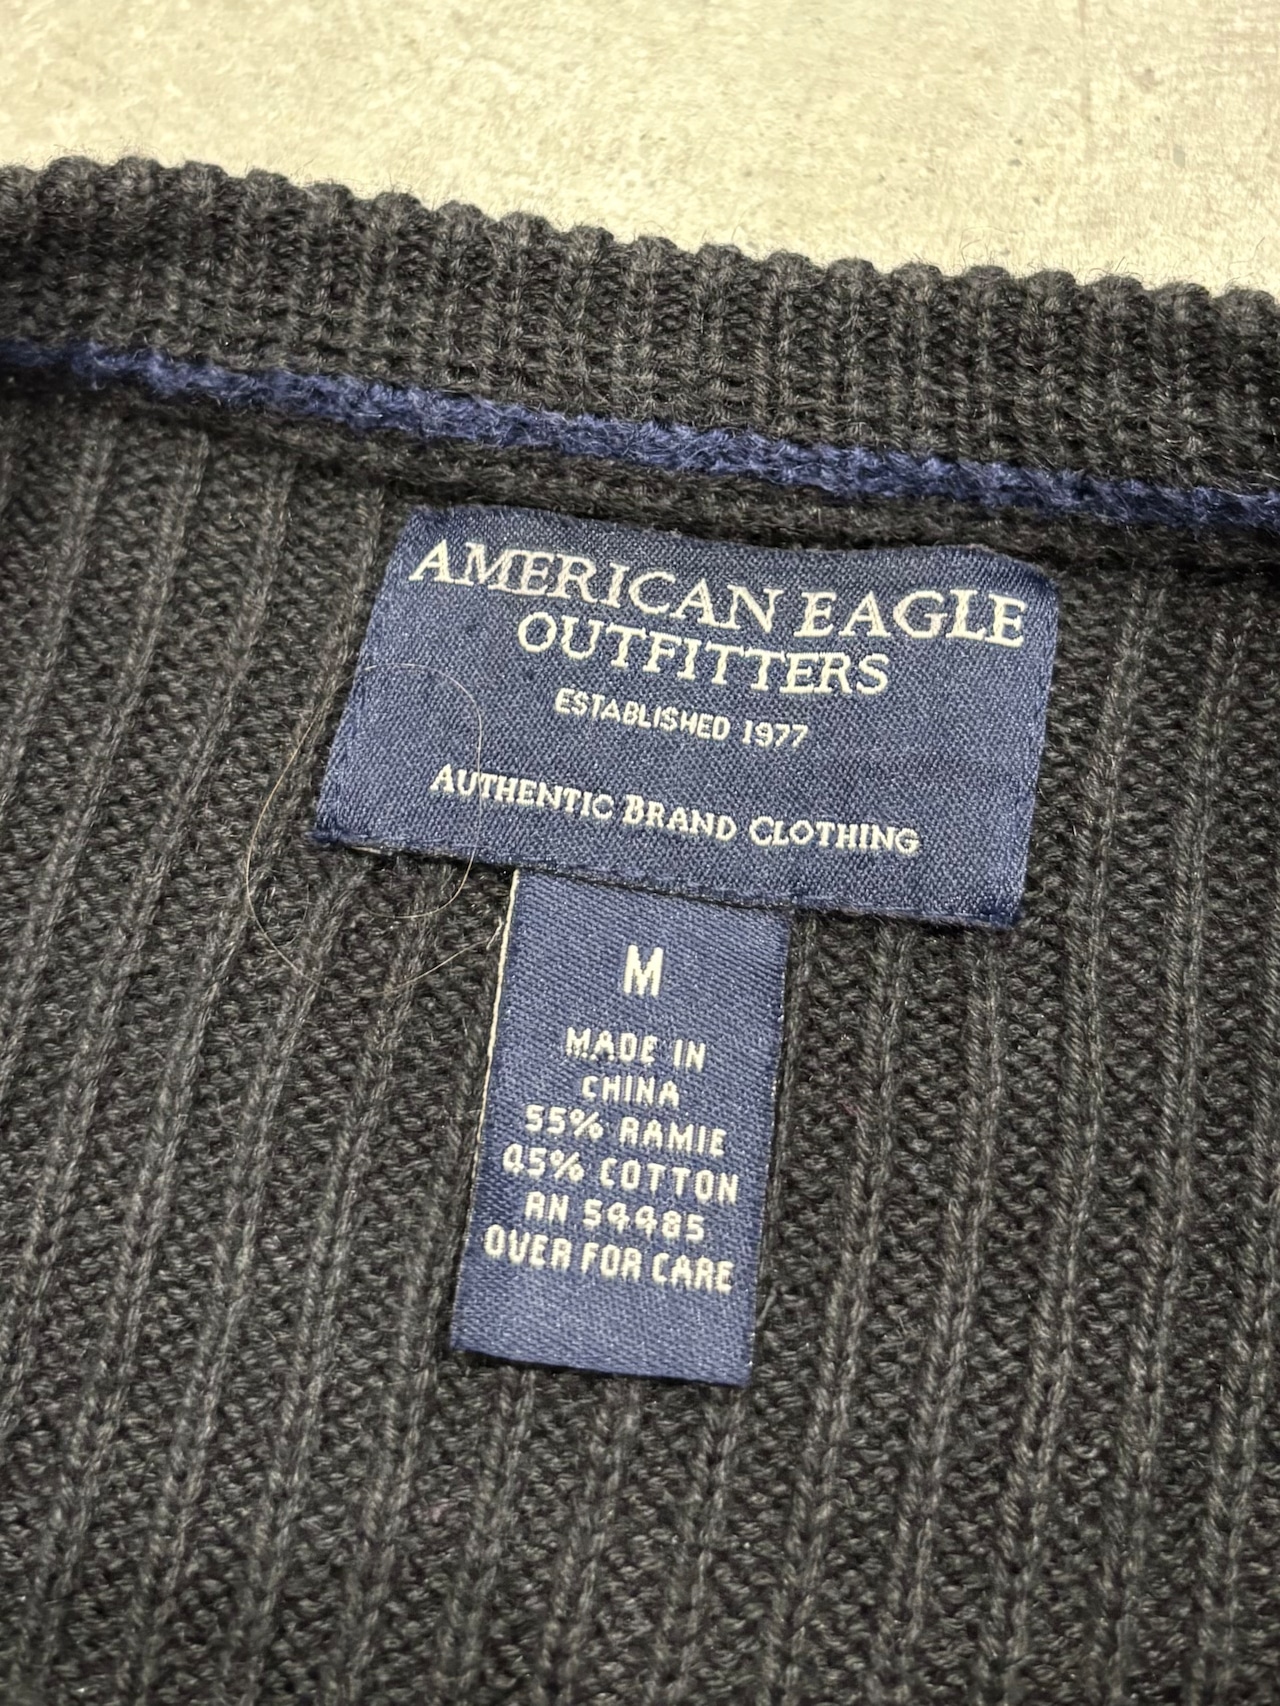 AMERICAN EAGLE
OUTFITTERS
ESTABLISHED 1977
AUTHENTIC BRAND CLOTHING
M
MADE IN
CHINA
55% RAMIE
45% COTTON
RN 54485
OVER FOR CARE